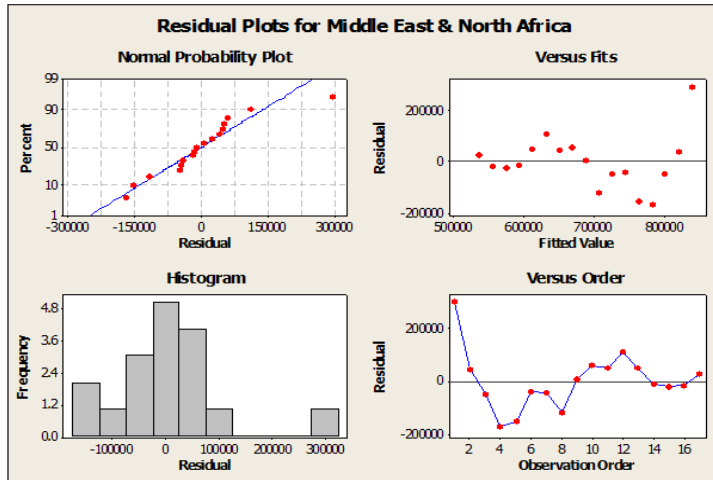 Residual Plots for Middle East & North Africa
Normal Probability Plot
99
90
50
10
1
Percent
-300000 -150000 0 150000 300000
Residual
Versus Fits
200000
0
-200000
Residual
500000 600000 700000 800000
Fitted Value
Histogram
4.8
3.6
2.4
1.2
0.0
Frequency
-100000 0 100000 200000 300000
Residual
Versus Order
200000
0
-200000
Residual
2 4 6 8 10 12 14 16
Observation Order